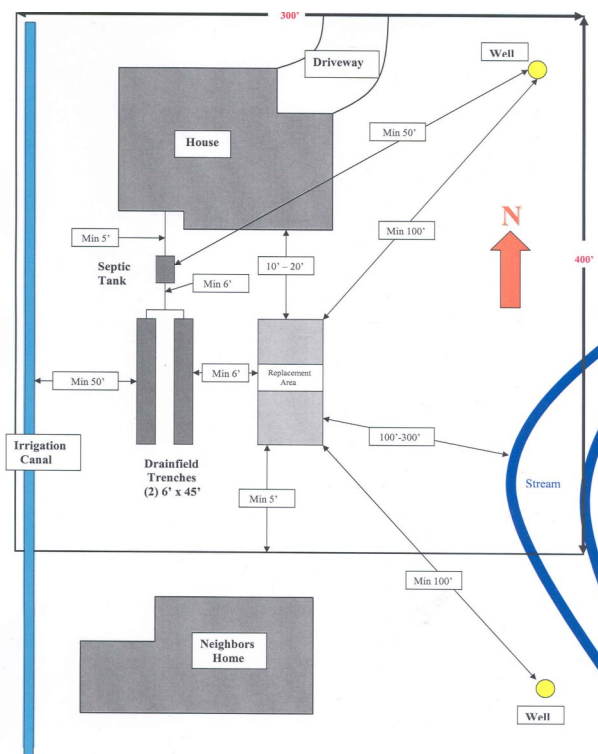 300’
Driveway
Well
House
Min 50’
Min 100’
N
Min 5’
Septic
Tank
10’ – 20’
400’
Min 6’
Min 50’
Min 6’
Replacement
Area
100’-300’
Irrigation
Canal
Drainfield
Trenches
(2) 6’ x 45’
Stream
Min 5’
Min 100’
Neighbors
Home
Well